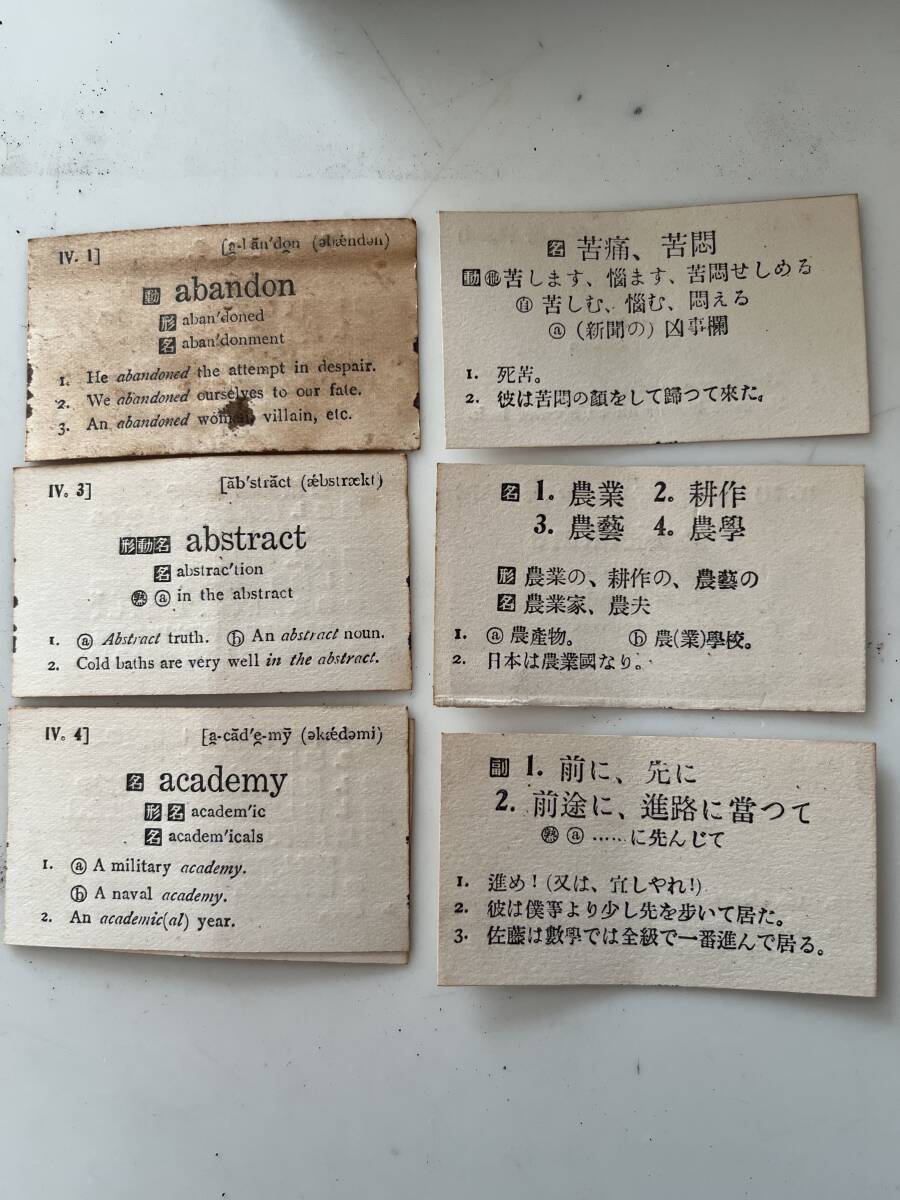 IV. 1] [a̱-băn′dọn (əbǽndən)
動 abandon
形 aban′doned
名 aban′donment
1. He abandoned the attempt in despair.
2. We abandoned ourselves to our fate.
3. An abandoned woman, villain, etc.
IV. 3] [ăb′străct (ǽbstrækt)
形動名 abstract
名 abstrac′tion
熟 ⓐ in the abstract
1. ⓐ Abstract truth. ⓑ An abstract noun.
2. Cold baths are very well in the abstract.
IV. 4] [a̱-căd′e̱-mȳ (əkǽdəmi)
名 academy
形名 academ′ic
名 academ′icals
1. ⓐ A military academy.
ⓑ A naval academy.
2. An academic(al) year.
名 苦痛、苦悶
動 他 苦します、惱ます、苦悶せしめる
自 苦しむ、惱む、悶える
ⓐ (新聞の) 凶事欄
1. 死苦。
2. 彼は苦悶の顏をして歸つて來た。
名 1. 農業 2. 耕作
3. 農藝 4. 農學
形 農業の、耕作の、農藝の
名 農業家、農夫
1. ⓐ 農產物。 ⓑ 農(業)學校。
2. 日本は農業國なり。
副 1. 前に、先に
2. 前途に、進路に當つて
熟 ⓐ ……に先んじて
1. 進め！(又は、宜しやれ！)
2. 彼は僕等より少し先を步いて居た。
3. 佐藤は數學では全級で一番進んで居る。